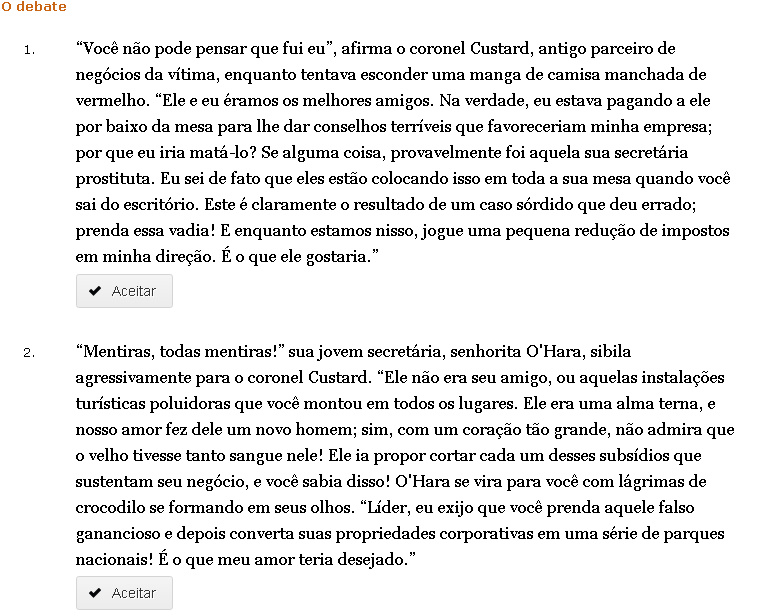 O debate
1. “Você não pode pensar que fui eu”, afirma o coronel Custard, antigo parceiro de
negócios da vítima, enquanto tentava esconder uma manga de camisa manchada de
vermelho. “Ele e eu éramos os melhores amigos. Na verdade, eu estava pagando a ele
por baixo da mesa para lhe dar conselhos terríveis que favoreceriam minha empresa;
por que eu iria matá-lo? Se alguma coisa, provavelmente foi aquela sua secretária
prostituta. Eu sei de fato que eles estão colocando isso em toda a sua mesa quando você
sai do escritório. Este é claramente o resultado de um caso sórdido que deu errado;
prenda essa vadia! E enquanto estamos nisso, jogue uma pequena redução de impostos
em minha direção. É o que ele gostaria.”
Aceitar
2. “Mentiras, todas mentiras!” sua jovem secretária, senhorita O'Hara, sibila
agressivamente para o coronel Custard. “Ele não era seu amigo, ou aquelas instalações
turísticas poluidoras que você montou em todos os lugares. Ele era uma alma terna, e
nosso amor fez dele um novo homem; sim, com um coração tão grande, não admira que
o velho tivesse tanto sangue nele! Ele ia propor cortar cada um desses subsídios que
sustentam seu negócio, e você sabia disso! O'Hara se vira para você com lágrimas de
crocodilo se formando em seus olhos. “Líder, eu exijo que você prenda aquele falso
ganancioso e depois converta suas propriedades corporativas em uma série de parques
nacionais! É o que meu amor teria desejado.”
Aceitar